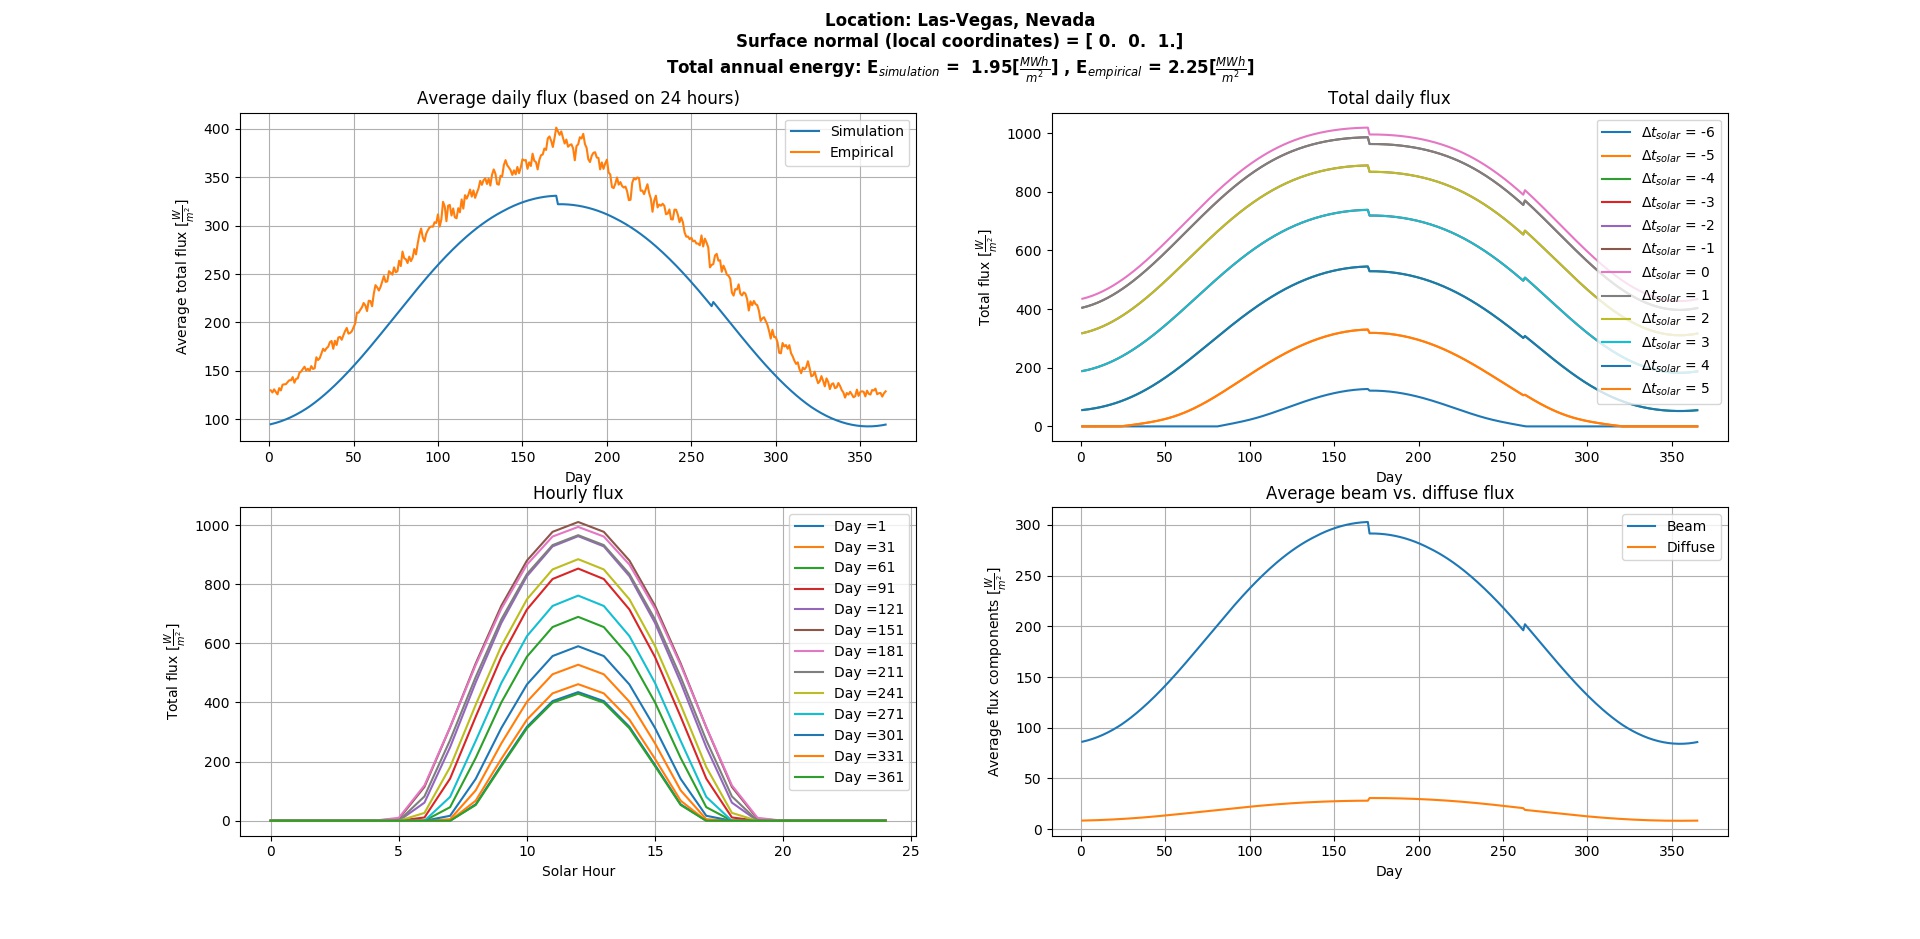 Location: Las-Vegas, Nevada
Surface normal (local coordinates) = [ 0. 0. 1.]
Total annual energy: E_simulation = 1.95[MWh/m²] , E_empirical = 2.25[MWh/m²]
Average daily flux (based on 24 hours)
Average total flux [W/m²]
400
350
300
250
200
150
100
0 50 100 150 200 250 300 350
Day
Simulation
Empirical
Total daily flux
Total flux [W/m²]
1000
800
600
400
200
0
0 50 100 150 200 250 300 350
Day
Δt_solar = -6
Δt_solar = -5
Δt_solar = -4
Δt_solar = -3
Δt_solar = -2
Δt_solar = -1
Δt_solar = 0
Δt_solar = 1
Δt_solar = 2
Δt_solar = 3
Δt_solar = 4
Δt_solar = 5
Hourly flux
Total flux [W/m²]
1000
800
600
400
200
0
0 5 10 15 20 25
Solar Hour
Day =1
Day =31
Day =61
Day =91
Day =121
Day =151
Day =181
Day =211
Day =241
Day =271
Day =301
Day =331
Day =361
Average beam vs. diffuse flux
Average flux components [W/m²]
300
250
200
150
100
50
0
0 50 100 150 200 250 300 350
Day
Beam
Diffuse